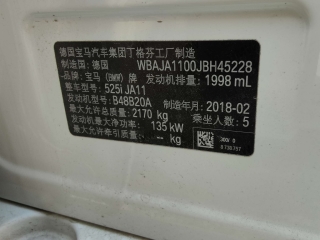 德国宝马汽车集团丁格芬工厂制造
制造国：德国 WBAJA1100JBH45228
品牌：宝马（BMW）牌 发动机排量：1998 mL
整车型号：525i JA11
发动机型号：B48B20A 制造年月：2018-02
最大允许总质量：2170 kg 乘坐人数：5
发动机最大净功率：135 kW
最大允许牵引质量：-- kg